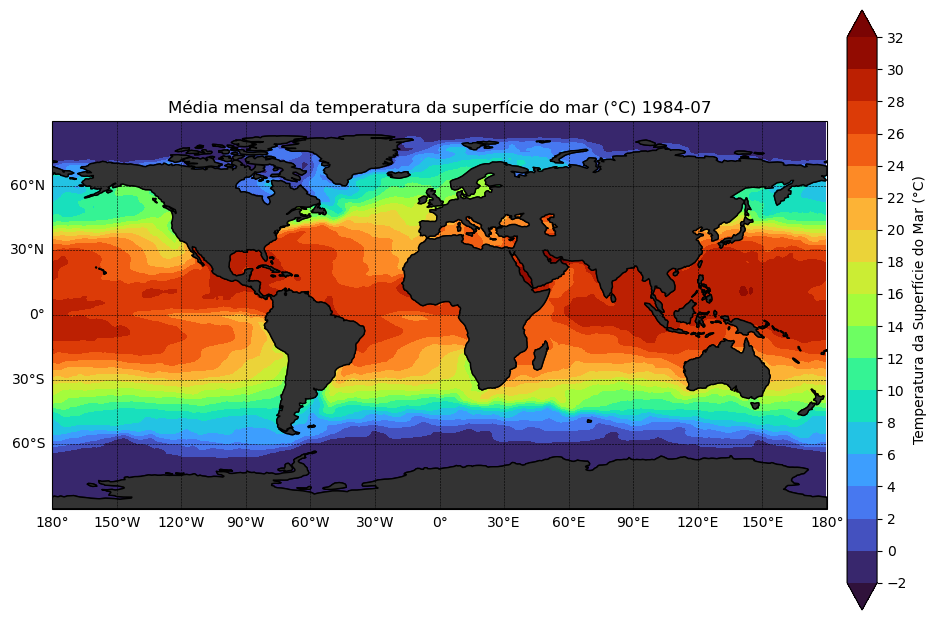 Média mensal da temperatura da superfície do mar (°C) 1984-07
60°N
30°N
0°
30°S
60°S
180° 150°W 120°W 90°W 60°W 30°W 0° 30°E 60°E 90°E 120°E 150°E 180°
32
30
28
26
24
22
20
18
16
14
12
10
8
6
4
2
0
−2
Temperatura da Superfície do Mar (°C)